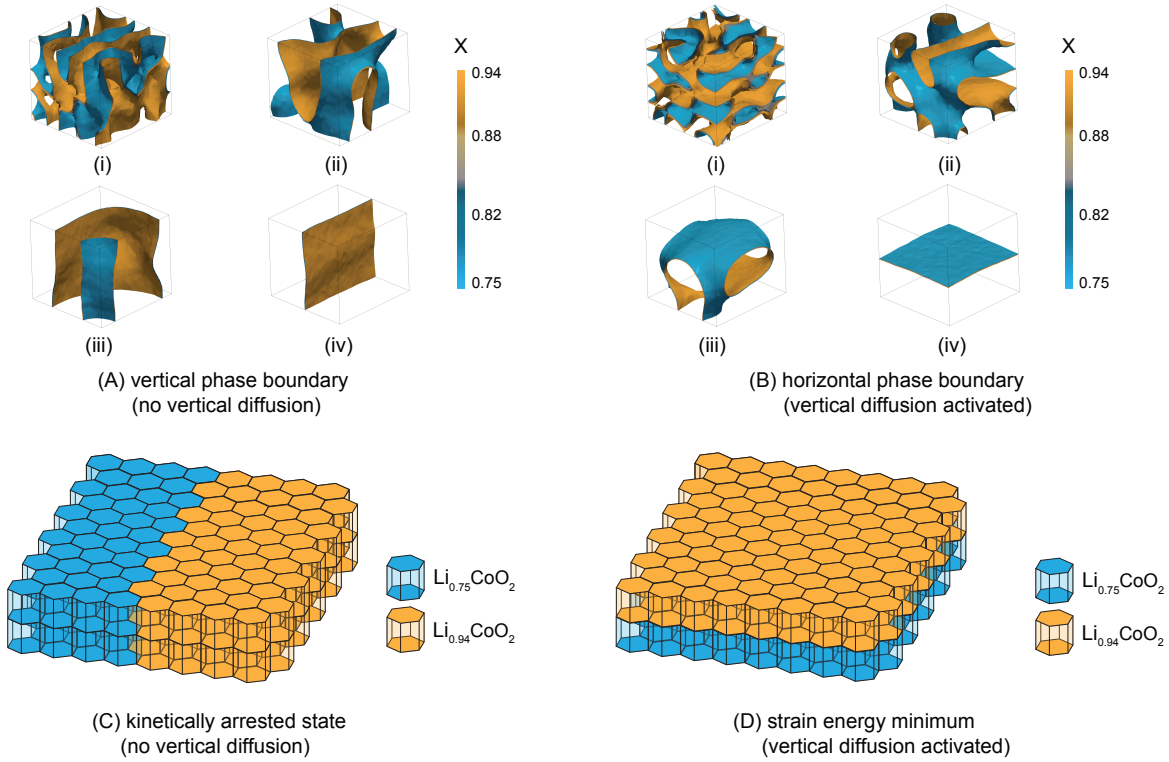 X
0.94
0.88
0.82
0.75
(i)
(ii)
(iii)
(iv)
(A) vertical phase boundary
(no vertical diffusion)
X
0.94
0.88
0.82
0.75
(i)
(ii)
(iii)
(iv)
(B) horizontal phase boundary
(vertical diffusion activated)
Li0.75CoO2
Li0.94CoO2
(C) kinetically arrested state
(no vertical diffusion)
Li0.75CoO2
Li0.94CoO2
(D) strain energy minimum
(vertical diffusion activated)